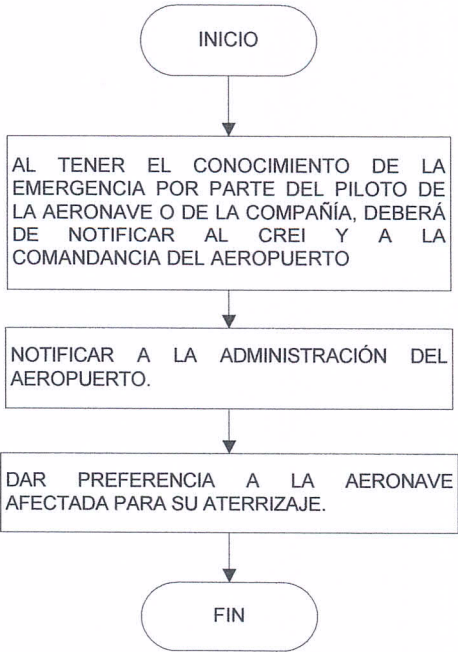 INICIO
AL TENER EL CONOCIMIENTO DE LA
EMERGENCIA POR PARTE DEL PILOTO DE
LA AERONAVE O DE LA COMPAÑÍA, DEBERÁ
DE NOTIFICAR AL CREI Y A LA
COMANDANCIA DEL AEROPUERTO
NOTIFICAR A LA ADMINISTRACIÓN DEL
AEROPUERTO.
DAR PREFERENCIA A LA AERONAVE
AFECTADA PARA SU ATERRIZAJE.
FIN